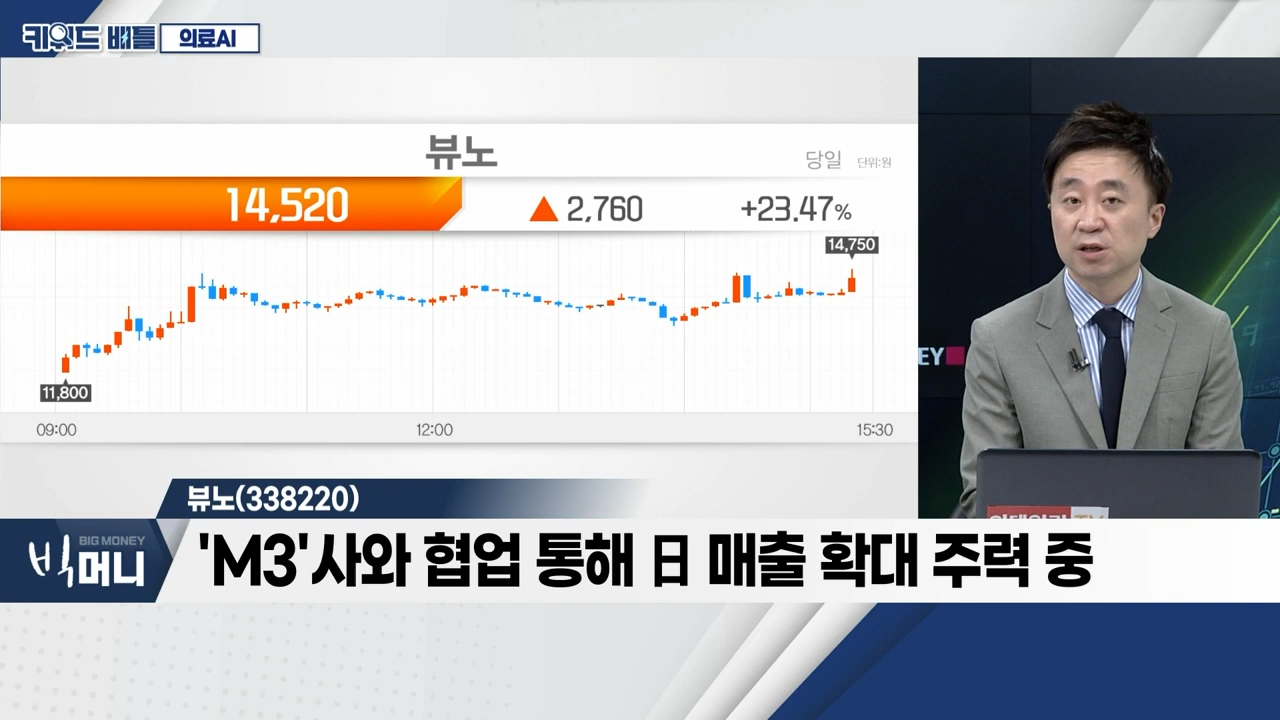 키워드 배틀 의료AI
뷰노
당일 단위:원
14,520 ▲ 2,760 +23.47%
14,750
11,800
09:00 12:00 15:30
EY
뷰노(338220)
BIG MONEY
빅머니
'M3'사와 협업 통해 日 매출 확대 주력 중